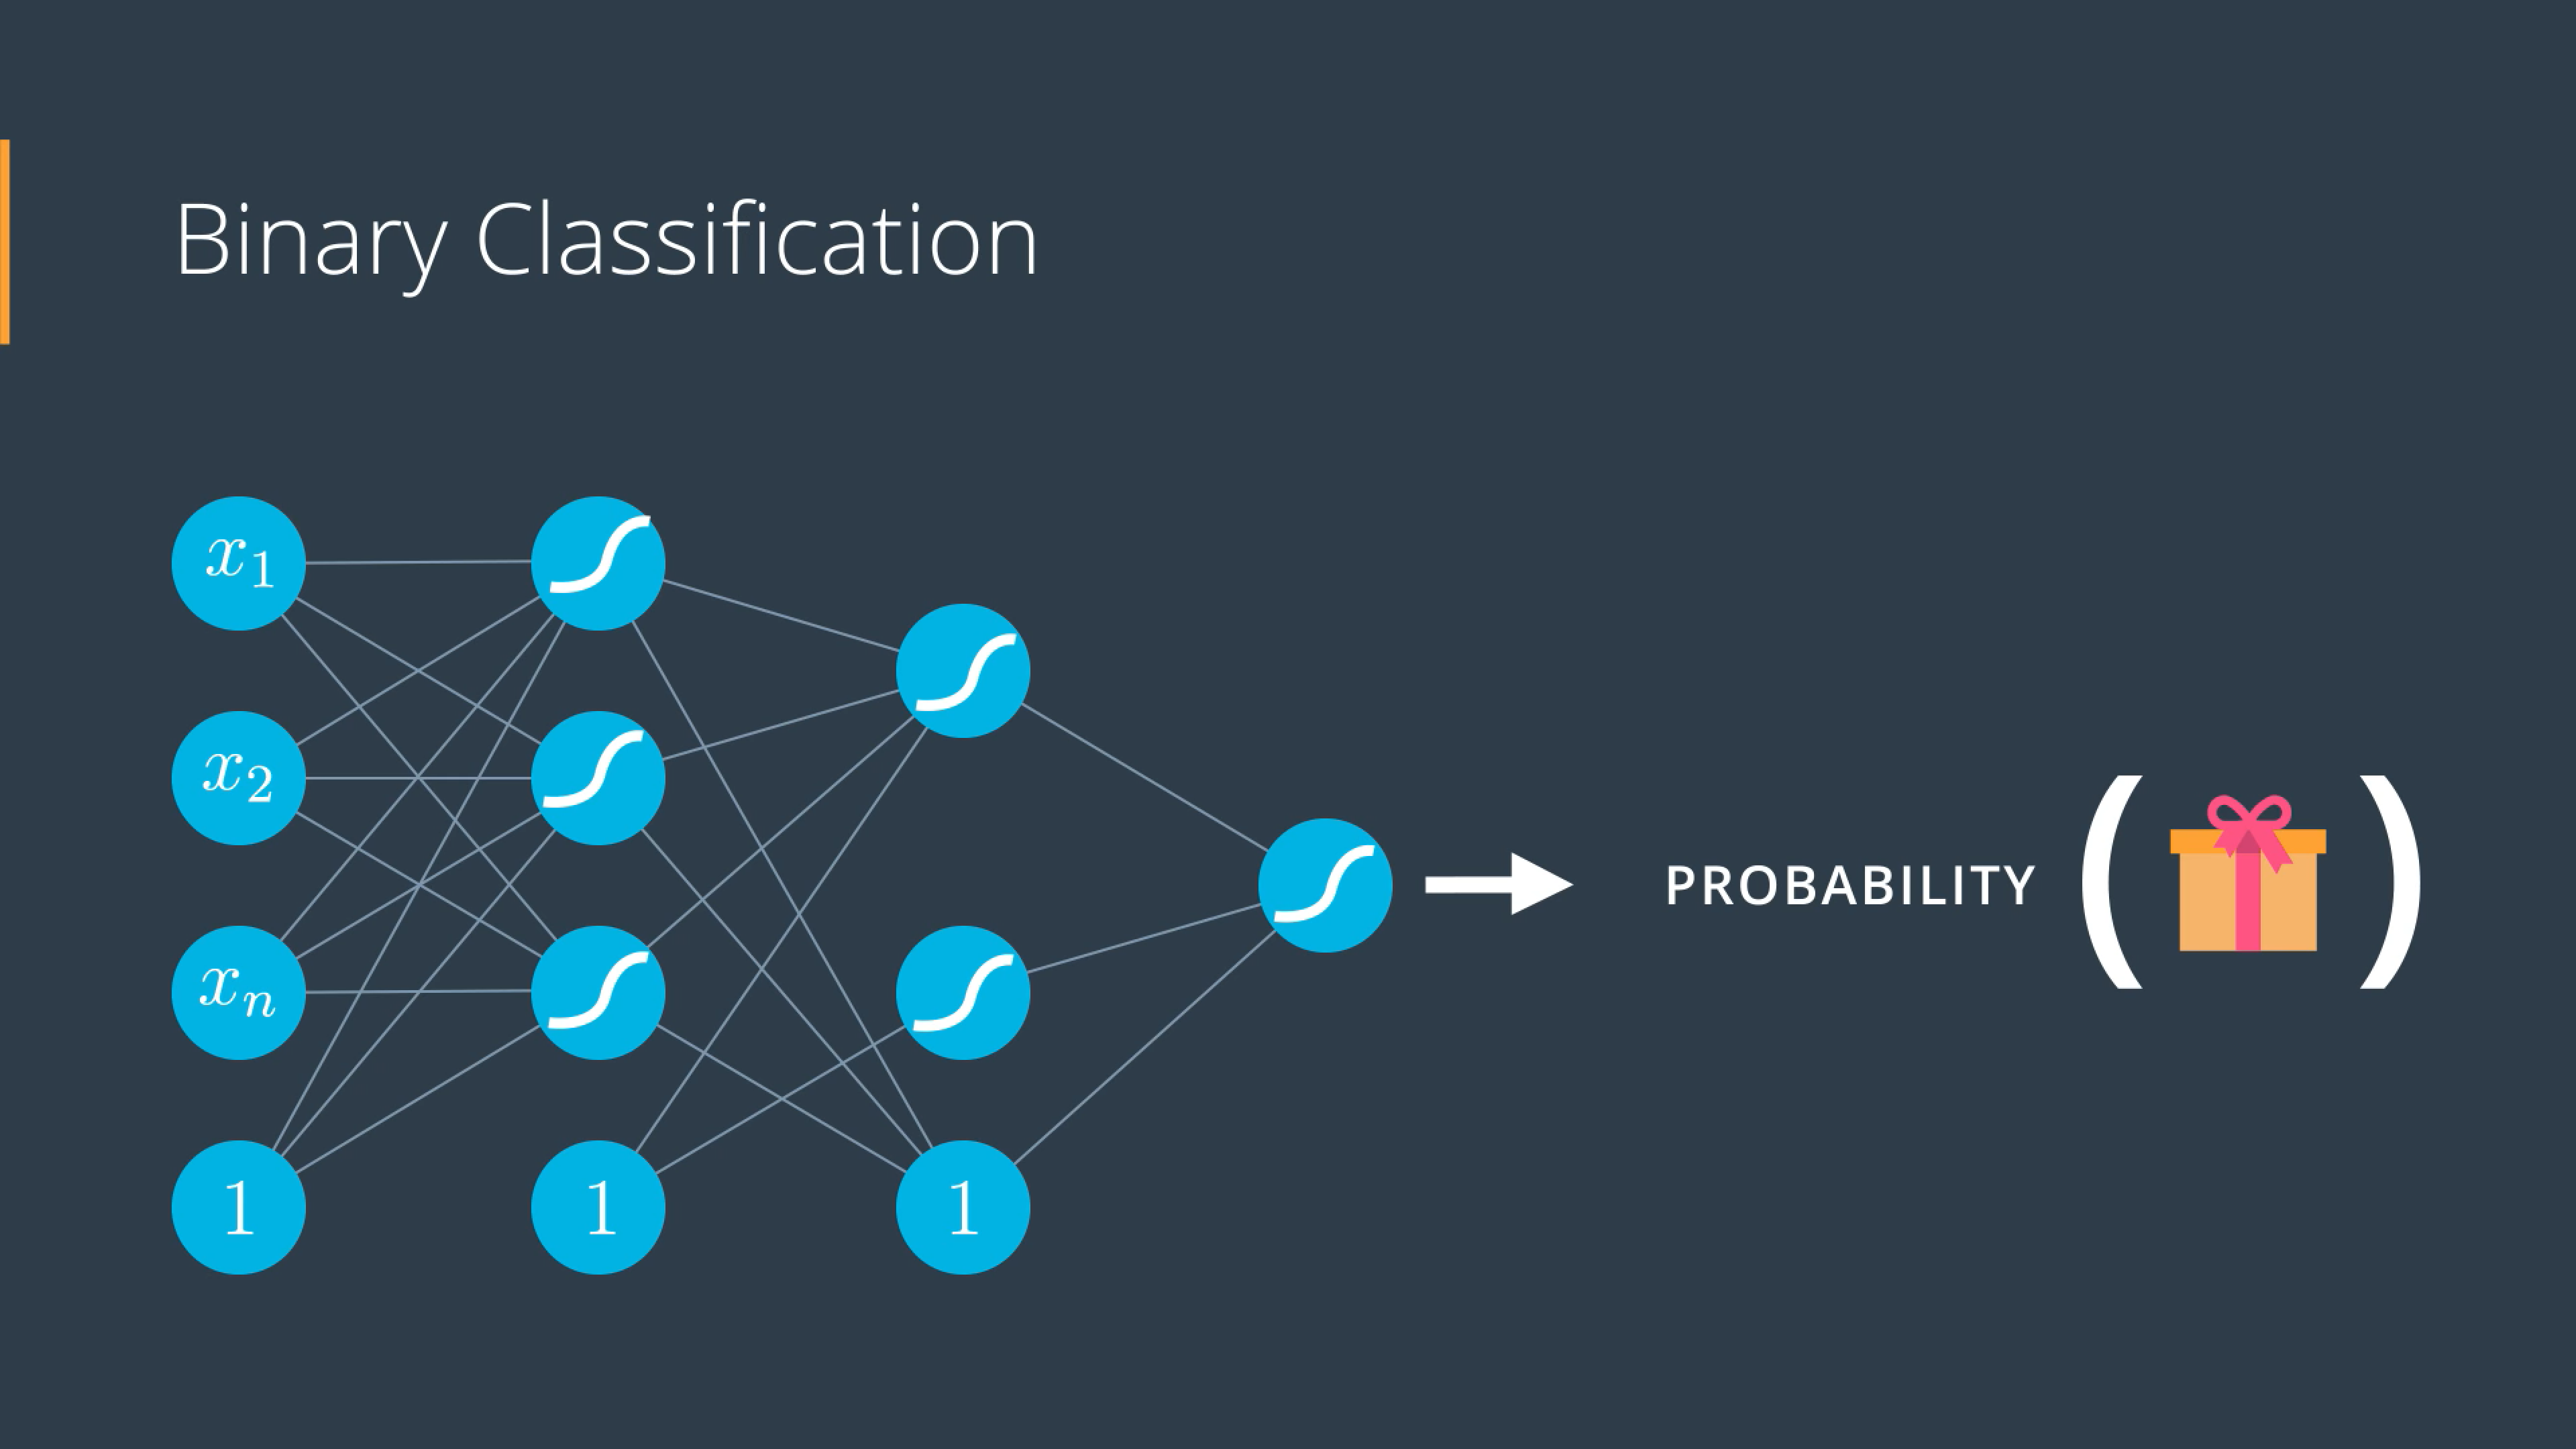 Binary Classification
x₁
x₂
xₙ
1
1
1
PROBABILITY ( )